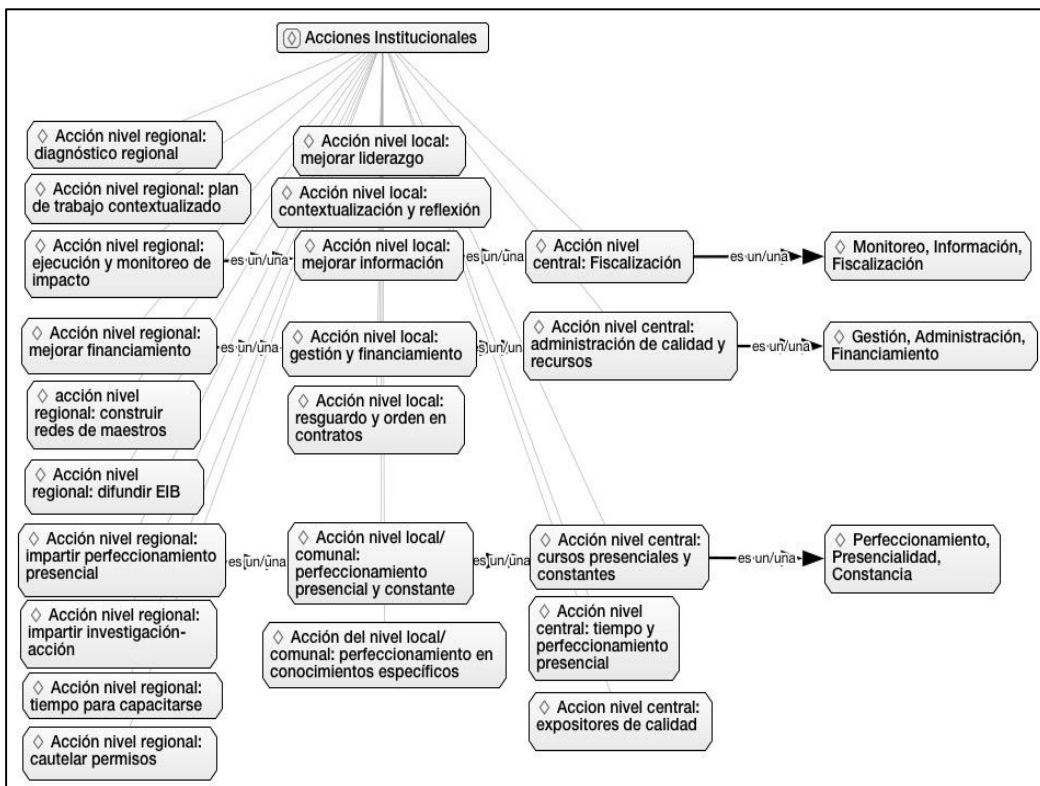 ◊ Acciones Institucionales
◊ Acción nivel regional:
diagnóstico regional
◊ Acción nivel regional: plan
de trabajo contextualizado
◊ Acción nivel regional:
ejecución y monitoreo de
impacto
◊ Acción nivel regional:
mejorar financiamiento
◊ acción nivel
regional: construir
redes de maestros
◊ Acción nivel
regional: difundir EIB
◊ Acción nivel regional:
impartir perfeccionamiento
presencial
◊ Acción nivel regional:
impartir investigación-
acción
◊ Acción nivel regional:
tiempo para capacitarse
◊ Acción nivel regional:
cautelar permisos
es un/una
es un/una
es un/una
◊ Acción nivel local:
mejorar liderazgo
◊ Acción nivel local:
contextualización y reflexión
◊ Acción nivel local:
mejorar información
◊ Acción nivel local:
gestión y financiamiento
◊ Acción nivel local:
resguardo y orden en
contratos
◊ Acción nivel local/
comunal:
perfeccionamiento
presencial y constante
◊ Acción del nivel local/
comunal: perfeccionamiento en
conocimientos específicos
es un/una
es un/una
◊ Acción nivel
central: Fiscalización
◊ Acción nivel central:
administración de calidad y
recursos
◊ Acción nivel central:
cursos presenciales y
constantes
◊ Acción nivel
central: tiempo y
perfeccionamiento
presencial
◊ Accion nivel central:
expositores de calidad
es un/una
es un/una
es un/una
◊ Monitoreo, Información,
Fiscalización
◊ Gestión, Administración,
Financiamiento
◊ Perfeccionamiento,
Presencialidad,
Constancia